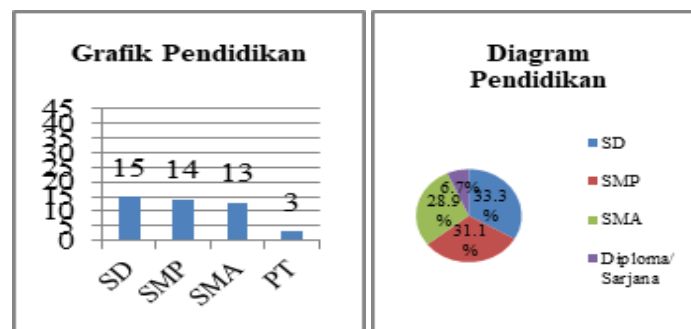 Grafik Pendidikan
45
40
35
30
25
20
15
10
5
0
15
14
13
3
SD
SMP
SMA
PT
Diagram
Pendidikan
6.7%
33.3
%
28.9
%
31.1
%
SD
SMP
SMA
Diploma/
Sarjana